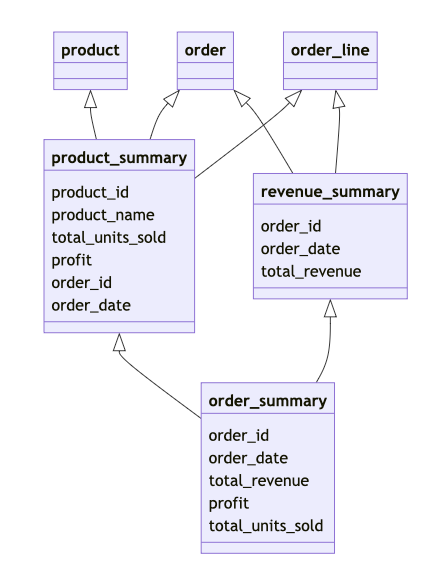 product
order
order_line
product_summary
product_id
product_name
total_units_sold
profit
order_id
order_date
revenue_summary
order_id
order_date
total_revenue
order_summary
order_id
order_date
total_revenue
profit
total_units_sold